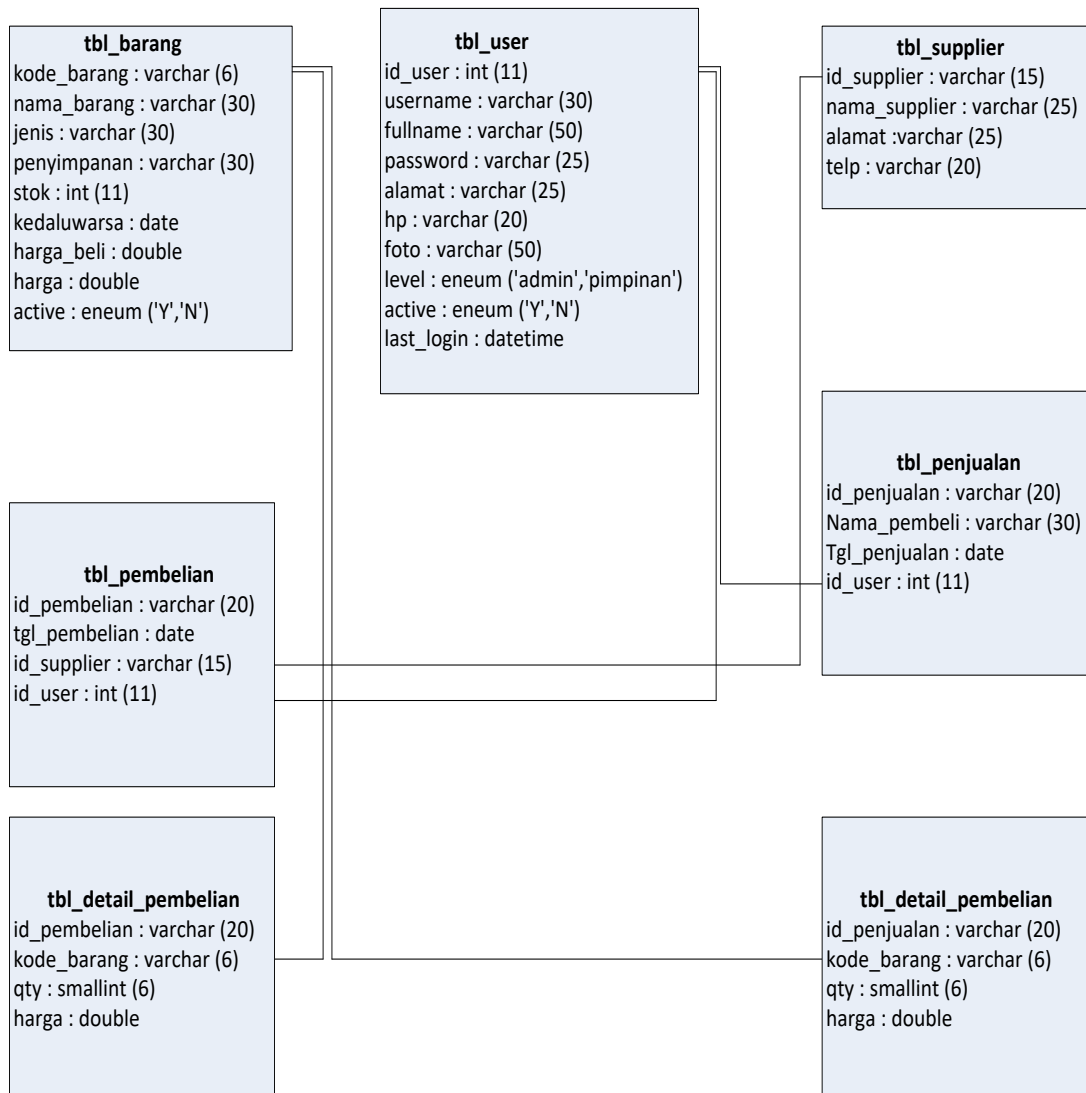 tbl_barang
kode_barang : varchar (6)
nama_barang : varchar (30)
jenis : varchar (30)
penyimpanan : varchar (30)
stok : int (11)
kedaluwarsa : date
harga_beli : double
harga : double
active : eneum ('Y','N')
tbl_user
id_user : int (11)
username : varchar (30)
fullname : varchar (50)
password : varchar (25)
alamat : varchar (25)
hp : varchar (20)
foto : varchar (50)
level : eneum ('admin','pimpinan')
active : eneum ('Y','N')
last_login : datetime
tbl_supplier
id_supplier : varchar (15)
nama_supplier : varchar (25)
alamat :varchar (25)
telp : varchar (20)
tbl_penjualan
id_penjualan : varchar (20)
Nama_pembeli : varchar (30)
Tgl_penjualan : date
id_user : int (11)
tbl_pembelian
id_pembelian : varchar (20)
tgl_pembelian : date
id_supplier : varchar (15)
id_user : int (11)
tbl_detail_pembelian
id_pembelian : varchar (20)
kode_barang : varchar (6)
qty : smallint (6)
harga : double
tbl_detail_pembelian
id_penjualan : varchar (20)
kode_barang : varchar (6)
qty : smallint (6)
harga : double